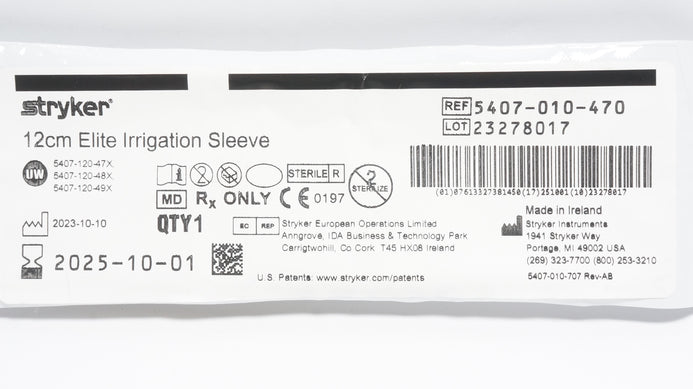 stryker®
REF 5407-010-470
LOT 23278017
12cm Elite Irrigation Sleeve
UW
5407-120-47X,
5407-120-48X,
5407-120-49X
STERILE R
2
STERILIZE
MD Rx ONLY CE 0197
(01)07613327381450(17)251001(10)23278017
2023-10-10
QTY1
EC REP
Stryker European Operations Limited
Anngrove, IDA Business & Technology Park
Carrigtwohill, Co Cork T45 HX08 Ireland
Made in Ireland
Stryker Instruments
1941 Stryker Way
Portage, MI 49002 USA
(269) 323-7700 (800) 253-3210
2025-10-01
U.S. Patents: www.stryker.com/patents
5407-010-707 Rev-AB